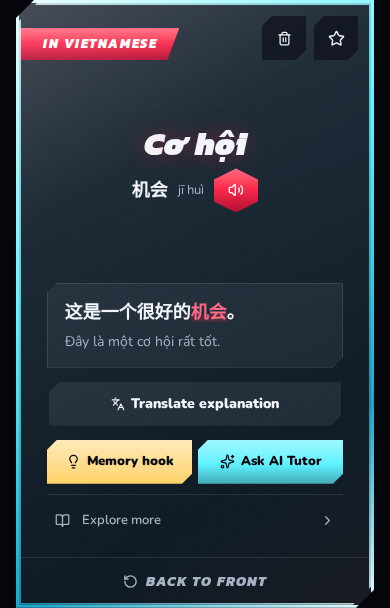 IN VIETNAMESE
Cơ hội
机会 jī huì
这是一个很好的机会。
Đây là một cơ hội rất tốt.
Translate explanation
Memory hook
Ask AI Tutor
Explore more
BACK TO FRONT